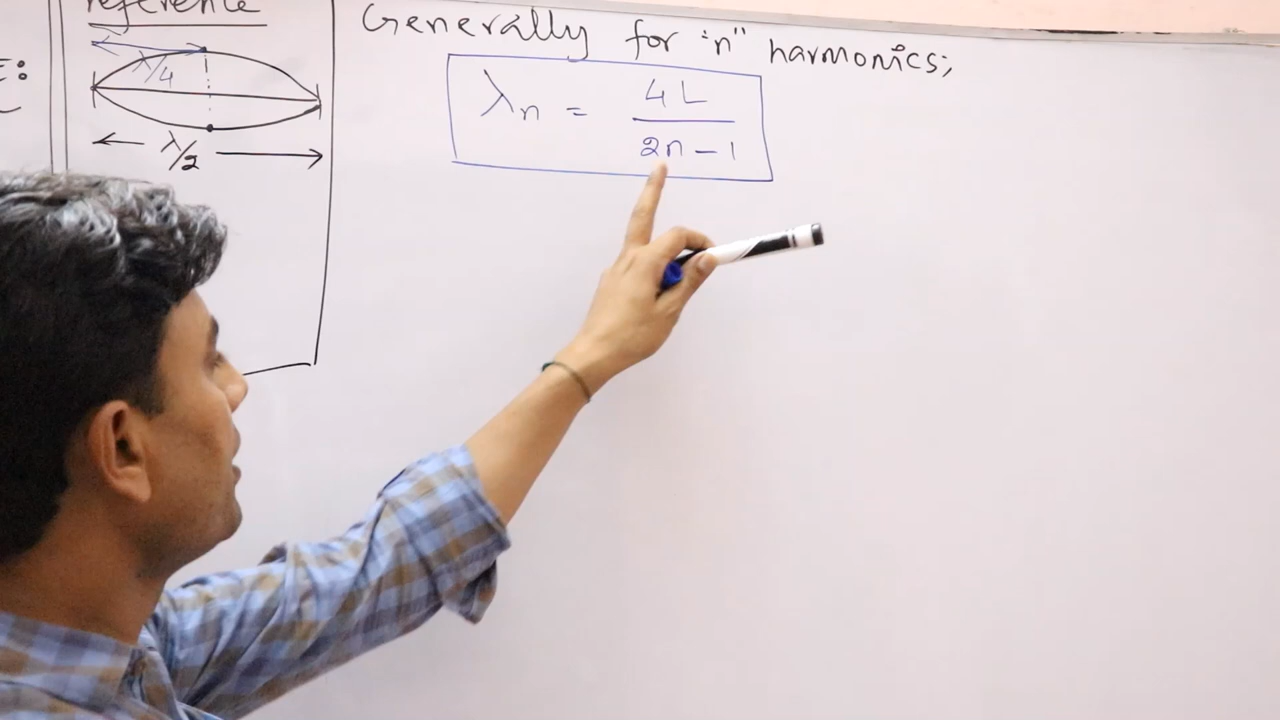 reference
λ/4
λ/2
E:
Generally for "n" harmonics;
λn = 4L / 2n – 1